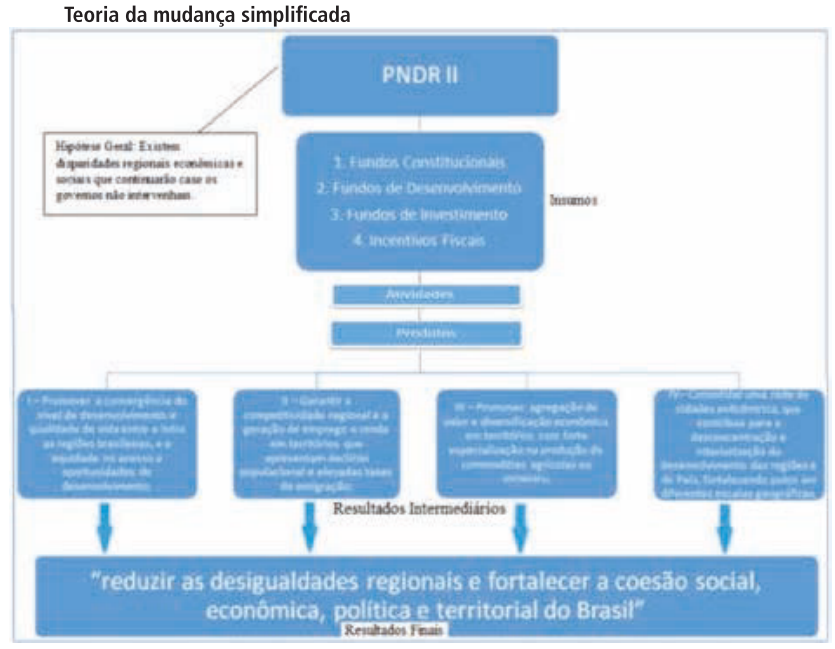 Teoria da mudança simplificada
PNDR II
Hipótese Geral: Existem
disparidades regionais econômicas e
sociais que continuarão caso os
governos não intervenham.
1. Fundos Constitucionais
2. Fundos de Desenvolvimento
3. Fundos de Investimento
4. Incentivos Fiscais
Insumos
Atividades
Produtos
I – Promover a convergência do
nível de desenvolvimento e
qualidade de vida entre e intra
as regiões brasileiras, e a
equidade no acesso a
oportunidades de
desenvolvimento
II – Garantir a
competitividade regional e a
geração de emprego e renda
em territórios que
apresentam declínio
populacional e elevadas taxas
de emigração;
III – Promover agregação de
valor e diversificação econômica
em territórios com forte
especialização na produção de
commodities agrícolas ou
minerais;
IV – Consolidar uma rede de
cidades policêntrica, que
contribua para a
desconcentração e
interiorização do
desenvolvimento das regiões e
do País, fortalecendo polos em
diferentes escalas geográficas.
Resultados Intermediários
"reduzir as desigualdades regionais e fortalecer a coesão social,
econômica, política e territorial do Brasil"
Resultados Finais